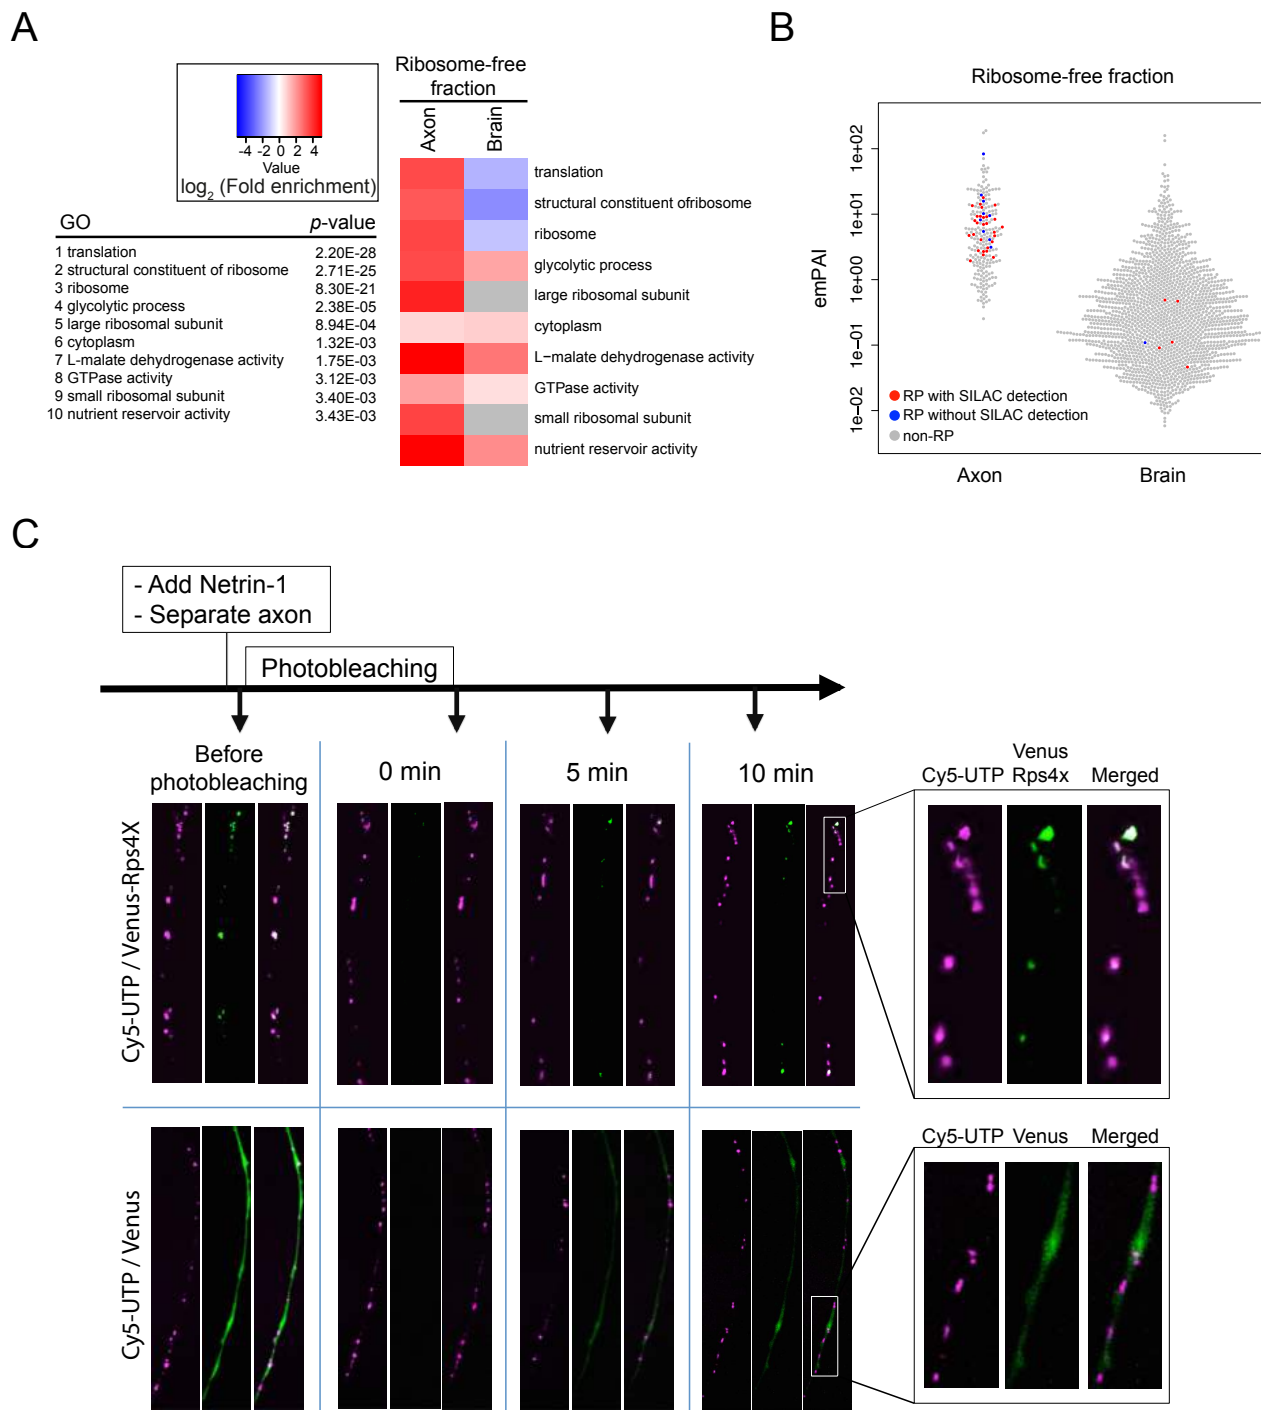 A
B
Ribosome-free
fraction
Axon
Brain
-4 -2 0 2 4
Value
log2 (Fold enrichment)
GO p-value
1 translation 2.20E-28
2 structural constituent of ribosome 2.71E-25
3 ribosome 8.30E-21
4 glycolytic process 2.38E-05
5 large ribosomal subunit 8.94E-04
6 cytoplasm 1.32E-03
7 L-malate dehydrogenase activity 1.75E-03
8 GTPase activity 3.12E-03
9 small ribosomal subunit 3.40E-03
10 nutrient reservoir activity 3.43E-03
translation
structural constituent ofribosome
ribosome
glycolytic process
large ribosomal subunit
cytoplasm
L−malate dehydrogenase activity
GTPase activity
small ribosomal subunit
nutrient reservoir activity
Ribosome-free fraction
emPAI
1e+02
1e+01
1e+00
1e-01
1e-02
RP with SILAC detection
RP without SILAC detection
non-RP
Axon
Brain
C
- Add Netrin-1
- Separate axon
Photobleaching
Before
photobleaching
0 min
5 min
10 min
Cy5-UTP / Venus-Rps4X
Cy5-UTP
Venus
Rps4x
Merged
Cy5-UTP / Venus
Cy5-UTP Venus Merged